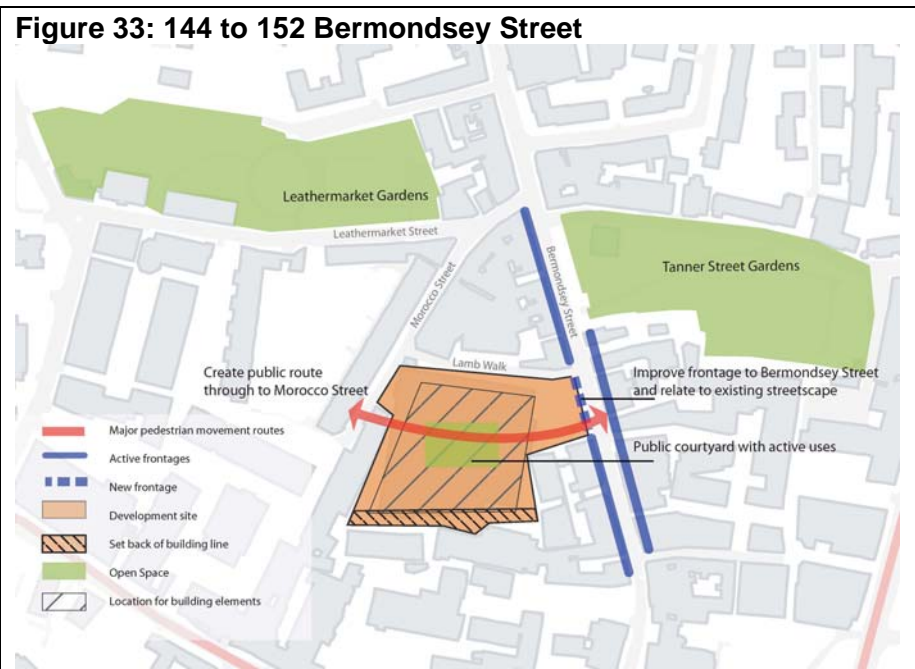 Figure 33: 144 to 152 Bermondsey Street
Leathermarket Gardens
Leathermarket Street
Tanner Street Gardens
Morocco Street
Bermondsey Street
Lamb Walk
Create public route
through to Morocco Street
Improve frontage to Bermondsey Street
and relate to existing streetscape
Public courtyard with active uses
Major pedestrian movement routes
Active frontages
New frontage
Development site
Set back of building line
Open Space
Location for building elements